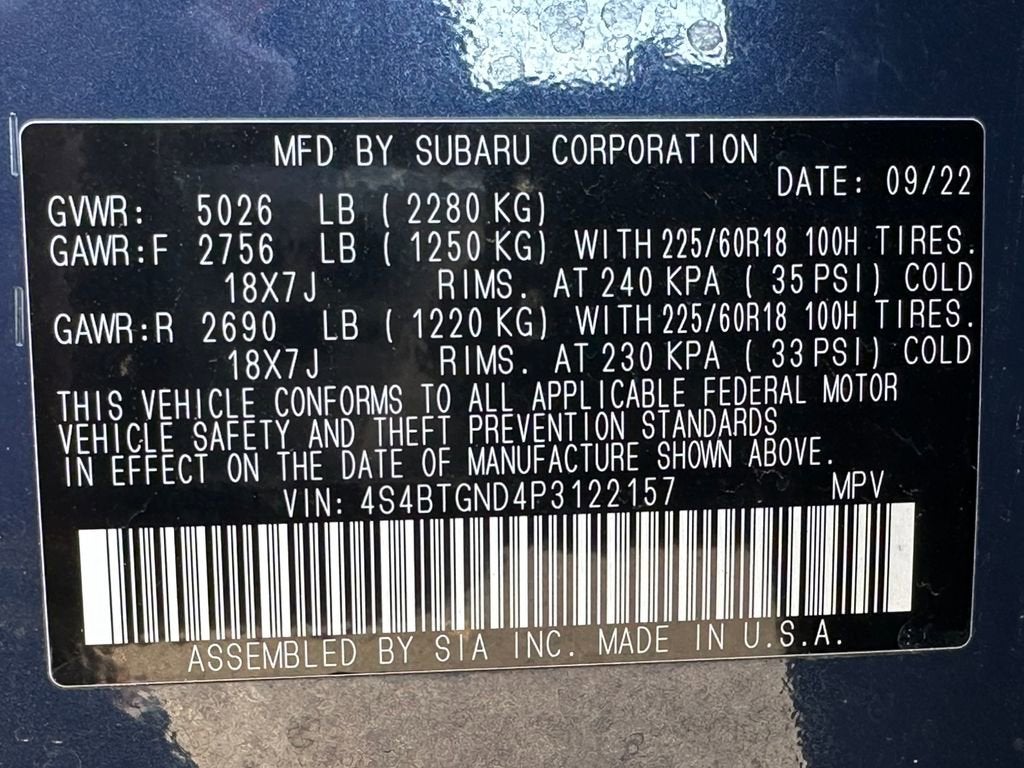 MFD BY SUBARU CORPORATION
DATE: 09/22
GVWR: 5026 LB ( 2280 KG)
GAWR:F 2756 LB ( 1250 KG) WITH 225/60R18 100H TIRES.
18X7J RIMS. AT 240 KPA ( 35 PSI) COLD
GAWR:R 2690 LB ( 1220 KG) WITH 225/60R18 100H TIRES.
18X7J RIMS. AT 230 KPA ( 33 PSI) COLD
THIS VEHICLE CONFORMS TO ALL APPLICABLE FEDERAL MOTOR
VEHICLE SAFETY AND THEFT PREVENTION STANDARDS
IN EFFECT ON THE DATE OF MANUFACTURE SHOWN ABOVE.
VIN: 4S4BTGND4P3122157 MPV
ASSEMBLED BY SIA INC. MADE IN U.S.A.